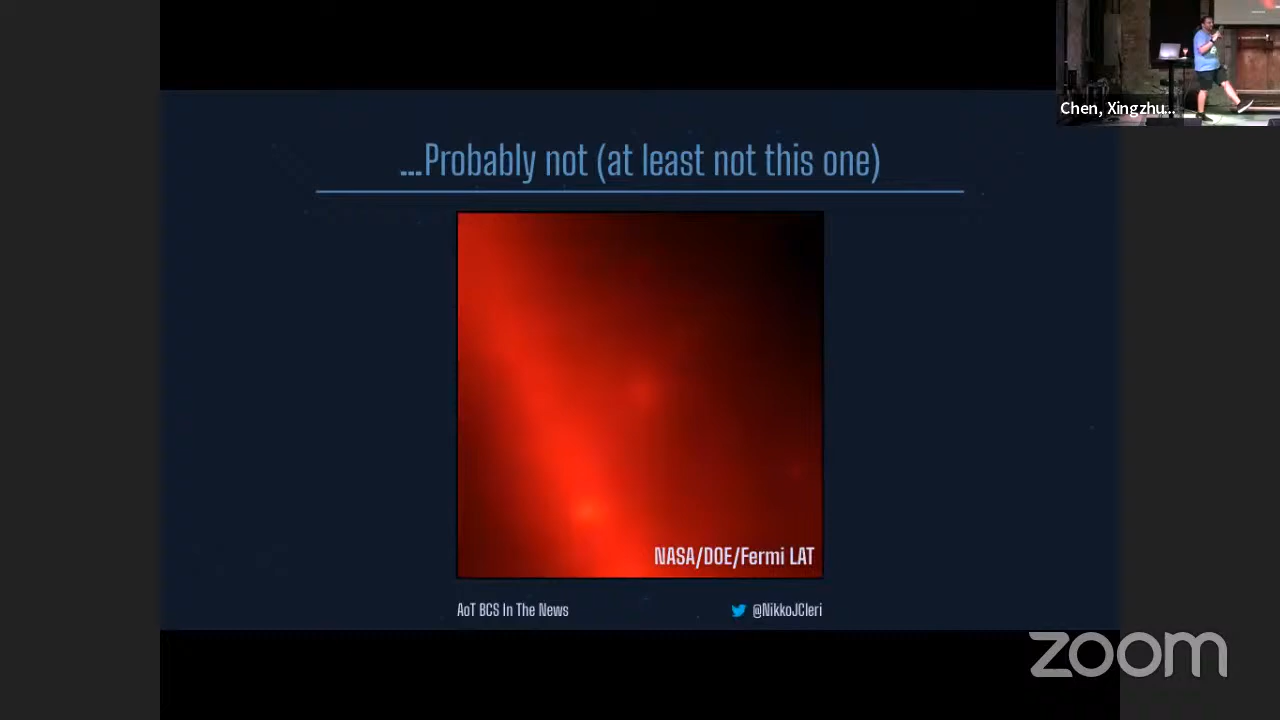 Chen, Xingzhu...
...Probably not (at least not this one)
NASA/DOE/Fermi LAT
AoT BCS In The News
@NikkoJCleri
zoom